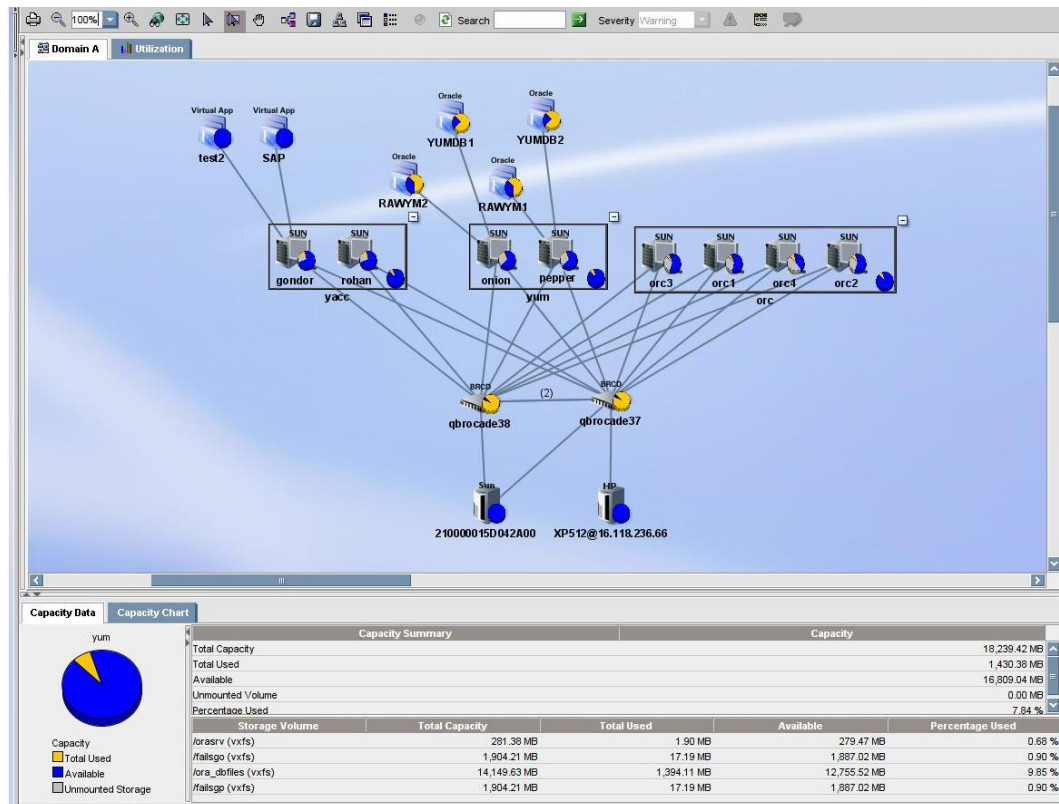 100%
Search
Severity Warning
Domain A Utilization
Virtual App Virtual App Oracle Oracle
test2 SAP YUMDB1 YUMDB2
Oracle Oracle
RAWYM2 RAWYM1
SUN SUN SUN SUN SUN SUN SUN SUN
gondor rohan onion pepper orc3 orc1 orc4 orc2
yacc yum orc
BRCD (2) BRCD
qbrocade38 qbrocade37
Sun HP
210000015D042A00 XP512@16.118.236.66
Capacity Data Capacity Chart
yum
Capacity
Total Used
Available
Unmounted Storage
Capacity Summary Capacity
Total Capacity 18,239.42 MB
Total Used 1,430.38 MB
Available 16,809.04 MB
Unmounted Volume 0.00 MB
Percentage Used 7.84 %
Storage Volume Total Capacity Total Used Available Percentage Used
/orasrv (vxfs) 281.38 MB 1.90 MB 279.47 MB 0.68 %
/failsgo (vxfs) 1,904.21 MB 17.19 MB 1,887.02 MB 0.90 %
/ora_dbfiles (vxfs) 14,149.63 MB 1,394.11 MB 12,755.52 MB 9.85 %
/failsgp (vxfs) 1,904.21 MB 17.19 MB 1,887.02 MB 0.90 %